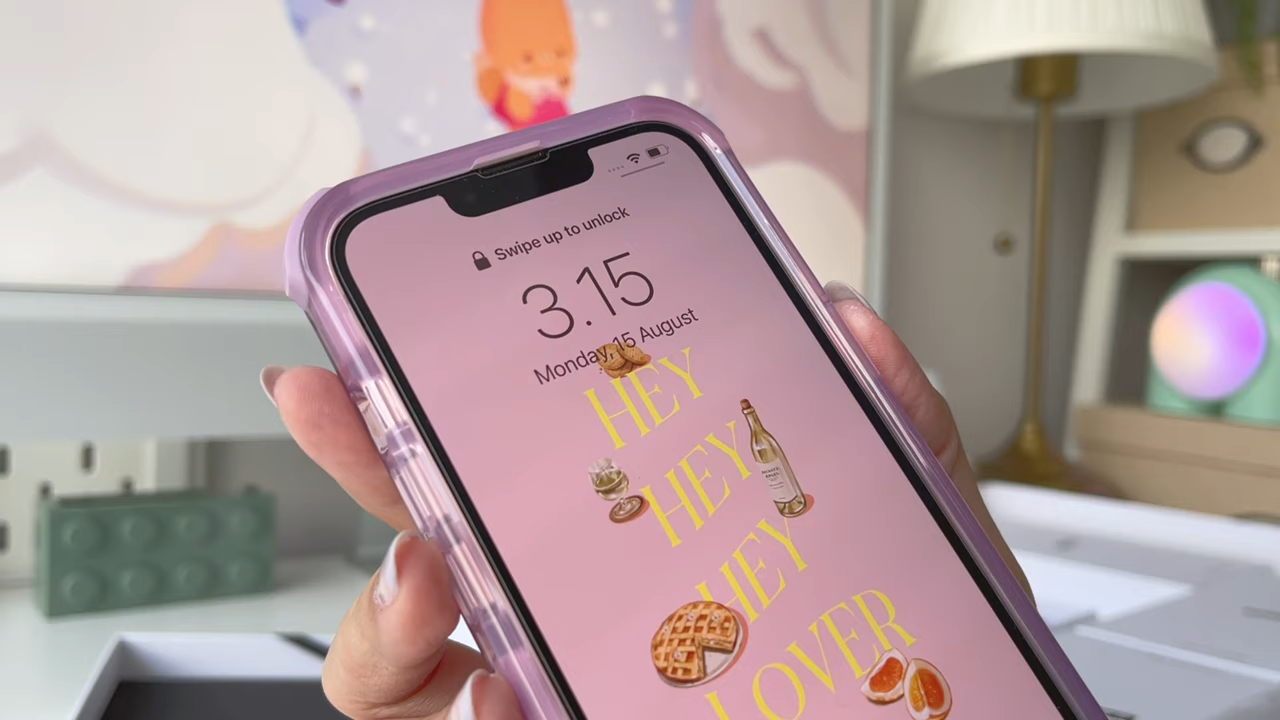 Swipe up to unlock
3.15
Monday, 15 August
HEY
HEY
HEY
LOVER